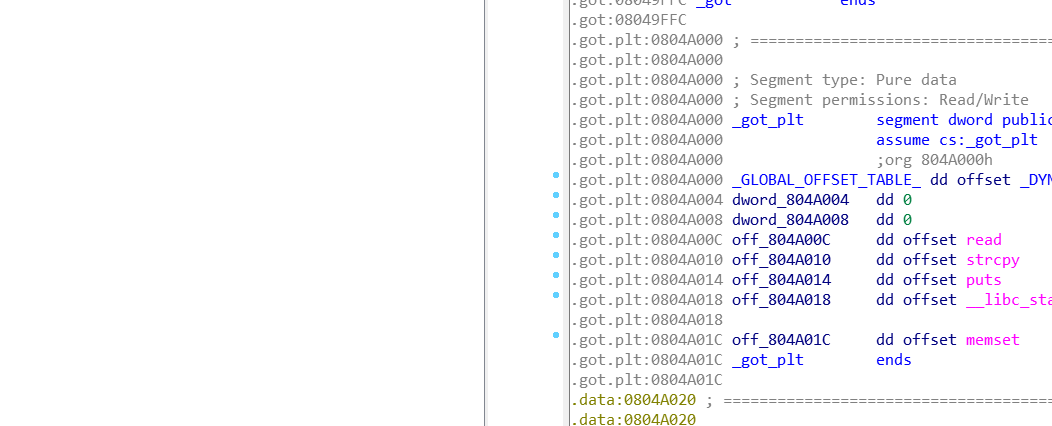 .got:08049FFC _got ends
.got:08049FFC
.got.plt:0804A000 ; ==================================
.got.plt:0804A000
.got.plt:0804A000 ; Segment type: Pure data
.got.plt:0804A000 ; Segment permissions: Read/Write
.got.plt:0804A000 _got_plt segment dword public
.got.plt:0804A000 assume cs:_got_plt
.got.plt:0804A000 ;org 804A000h
.got.plt:0804A000 _GLOBAL_OFFSET_TABLE_ dd offset _DYN
.got.plt:0804A004 dword_804A004 dd 0
.got.plt:0804A008 dword_804A008 dd 0
.got.plt:0804A00C off_804A00C dd offset read
.got.plt:0804A010 off_804A010 dd offset strcpy
.got.plt:0804A014 off_804A014 dd offset puts
.got.plt:0804A018 off_804A018 dd offset __libc_sta
.got.plt:0804A018
.got.plt:0804A01C off_804A01C dd offset memset
.got.plt:0804A01C _got_plt ends
.got.plt:0804A01C
.data:0804A020 ; =====================================
.data:0804A020